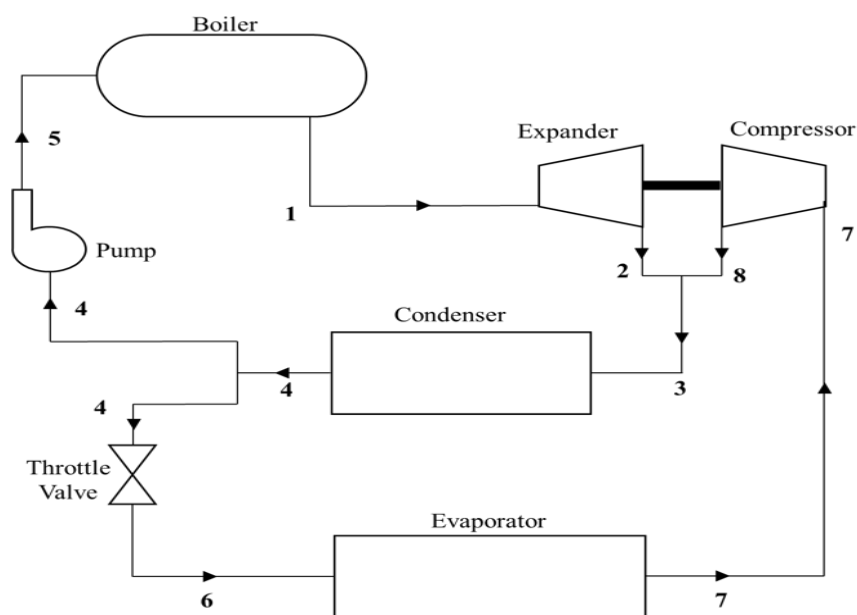 Boiler
Expander
Compressor
5
1
7
Pump
2
8
4
Condenser
4
4
3
Throttle
Valve
Evaporator
6
7